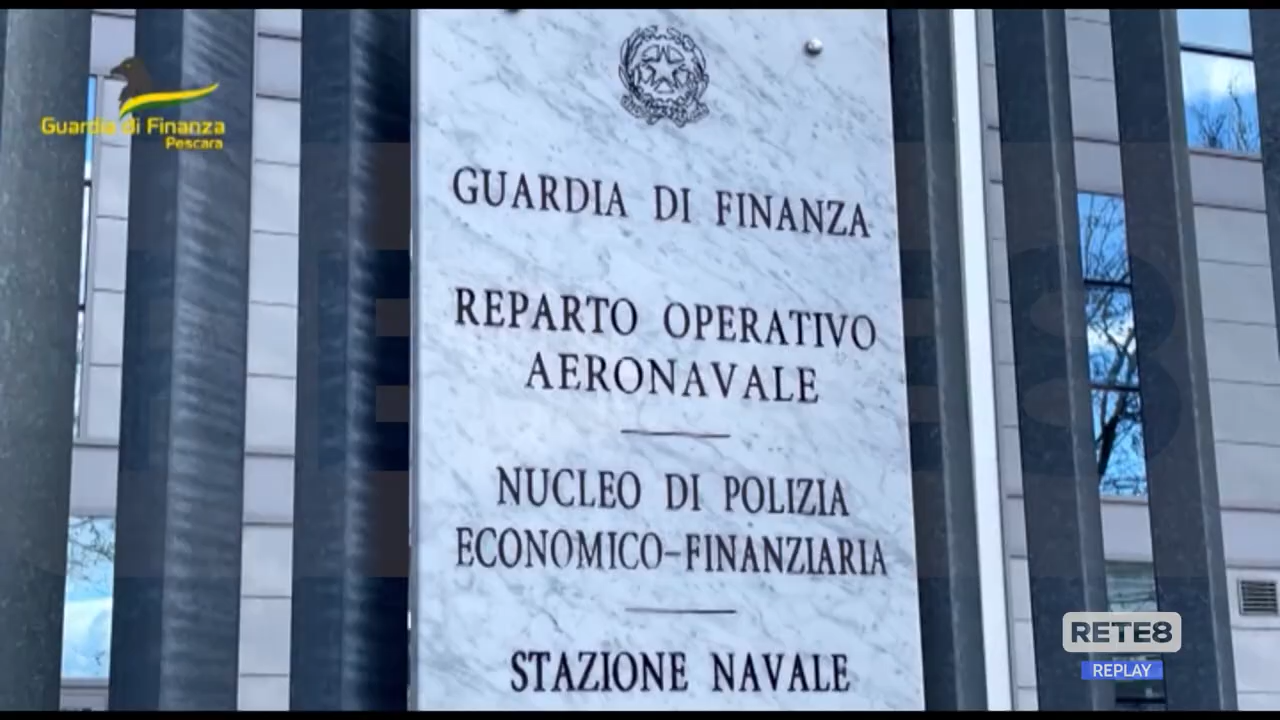 Guardia di Finanza
Pescara
GUARDIA DI FINANZA
REPARTO OPERATIVO
AERONAVALE
NUCLEO DI POLIZIA
ECONOMICO-FINANZIARIA
STAZIONE NAVALE
RETE8
REPLAY